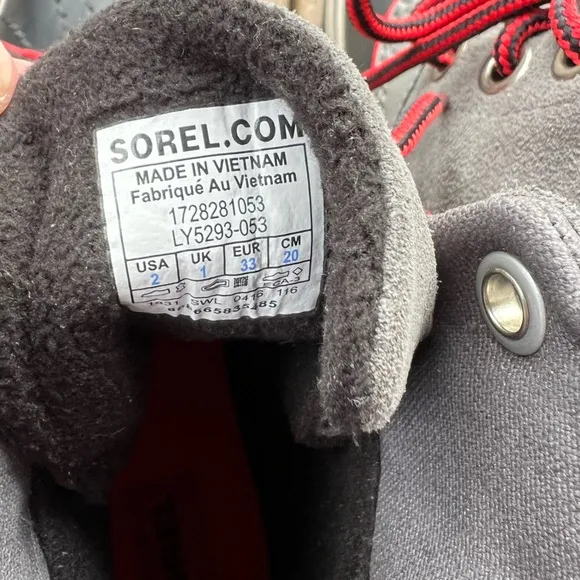 SOREL.COM
MADE IN VIETNAM
Fabriqué Au Vietnam
1728281053
LY5293-053
USA UK EUR CM
2 1 33 20
SWL 0416 116